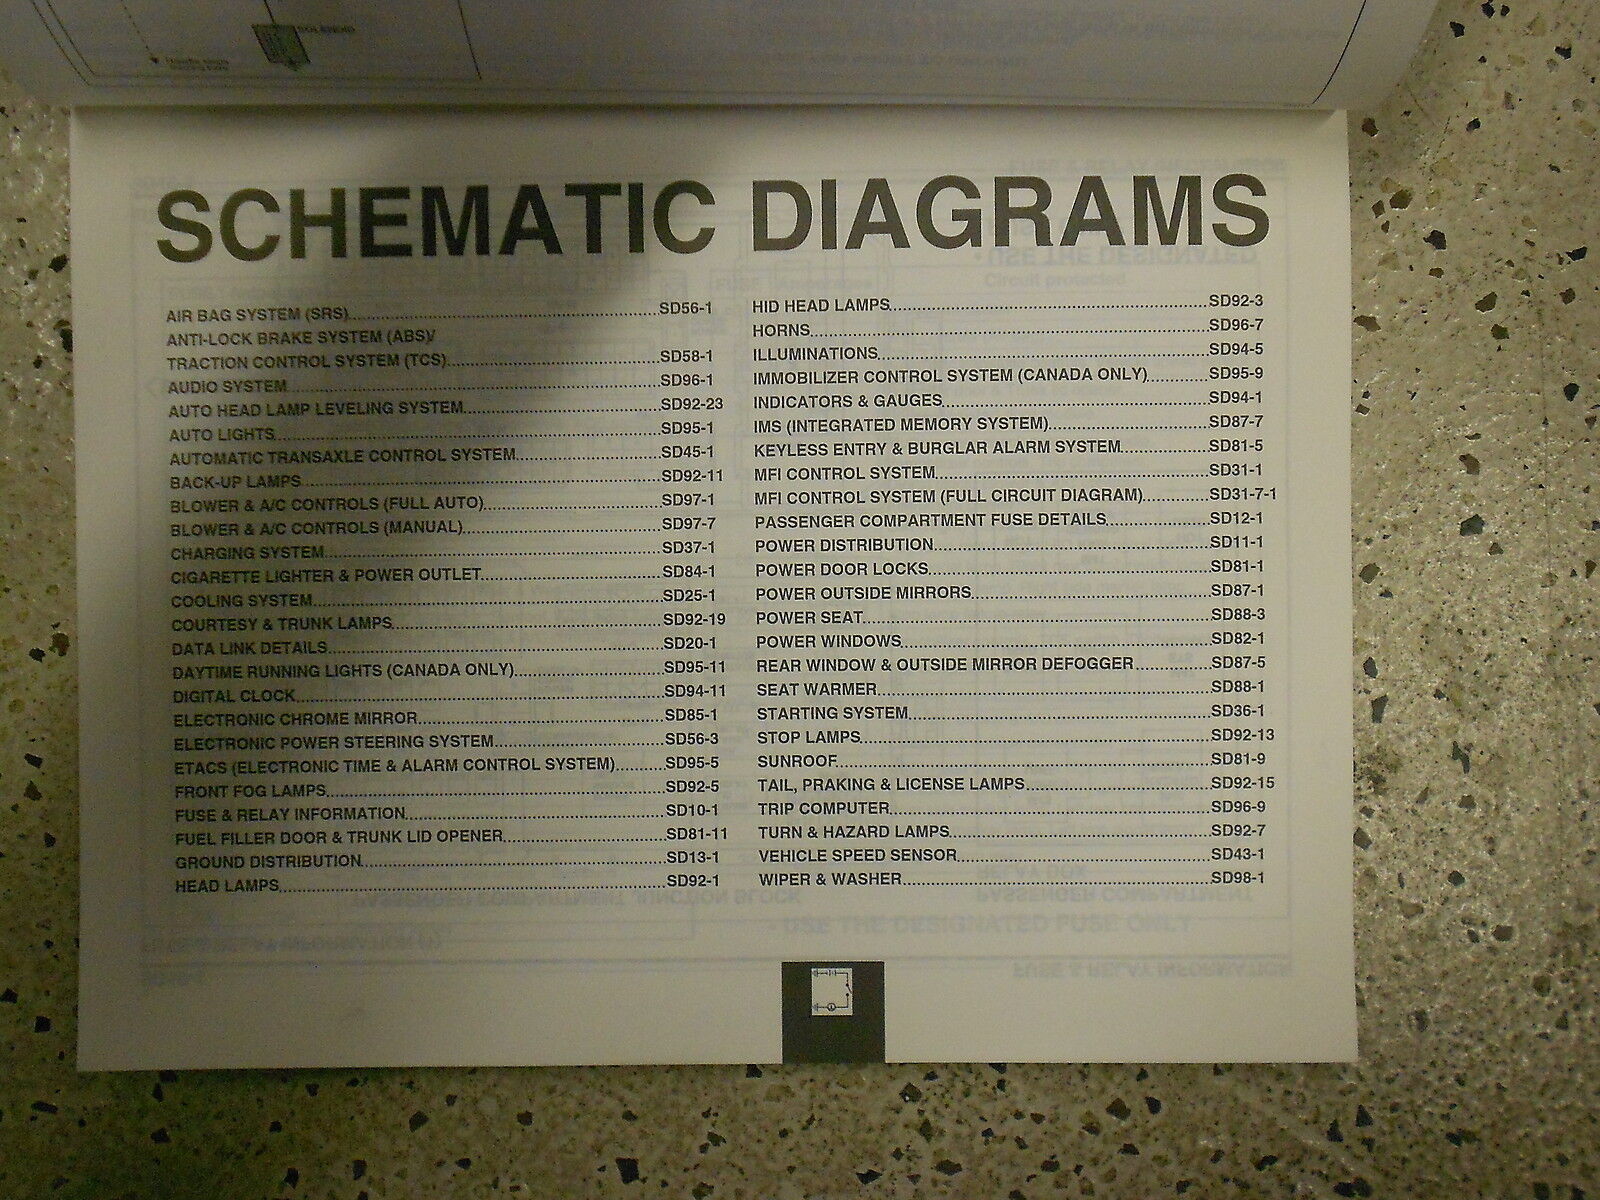 SCHEMATIC DIAGRAMS
AIR BAG SYSTEM (SRS) SD56-1
ANTI-LOCK BRAKE SYSTEM (ABS)/
TRACTION CONTROL SYSTEM (TCS) SD58-1
AUDIO SYSTEM SD96-1
AUTO HEAD LAMP LEVELING SYSTEM SD92-23
AUTO LIGHTS SD95-1
AUTOMATIC TRANSAXLE CONTROL SYSTEM SD45-1
BACK-UP LAMPS SD92-11
BLOWER & A/C CONTROLS (FULL AUTO) SD97-1
BLOWER & A/C CONTROLS (MANUAL) SD97-7
CHARGING SYSTEM SD37-1
CIGARETTE LIGHTER & POWER OUTLET SD84-1
COOLING SYSTEM SD25-1
COURTESY & TRUNK LAMPS SD92-19
DATA LINK DETAILS SD20-1
DAYTIME RUNNING LIGHTS (CANADA ONLY) SD95-11
DIGITAL CLOCK SD94-11
ELECTRONIC CHROME MIRROR SD85-1
ELECTRONIC POWER STEERING SYSTEM SD56-3
ETACS (ELECTRONIC TIME & ALARM CONTROL SYSTEM) SD95-5
FRONT FOG LAMPS SD92-5
FUSE & RELAY INFORMATION SD10-1
FUEL FILLER DOOR & TRUNK LID OPENER SD81-11
GROUND DISTRIBUTION SD13-1
HEAD LAMPS SD92-1
HID HEAD LAMPS SD92-3
HORNS SD96-7
ILLUMINATIONS SD94-5
IMMOBILIZER CONTROL SYSTEM (CANADA ONLY) SD95-9
INDICATORS & GAUGES SD94-1
IMS (INTEGRATED MEMORY SYSTEM) SD87-7
KEYLESS ENTRY & BURGLAR ALARM SYSTEM SD81-5
MFI CONTROL SYSTEM SD31-1
MFI CONTROL SYSTEM (FULL CIRCUIT DIAGRAM) SD31-7-1
PASSENGER COMPARTMENT FUSE DETAILS SD12-1
POWER DISTRIBUTION SD11-1
POWER DOOR LOCKS SD81-1
POWER OUTSIDE MIRRORS SD87-1
POWER SEAT SD88-3
POWER WINDOWS SD82-1
REAR WINDOW & OUTSIDE MIRROR DEFOGGER SD87-5
SEAT WARMER SD88-1
STARTING SYSTEM SD36-1
STOP LAMPS SD92-13
SUNROOF SD81-9
TAIL, PRAKING & LICENSE LAMPS SD92-15
TRIP COMPUTER SD96-9
TURN & HAZARD LAMPS SD92-7
VEHICLE SPEED SENSOR SD43-1
WIPER & WASHER SD98-1